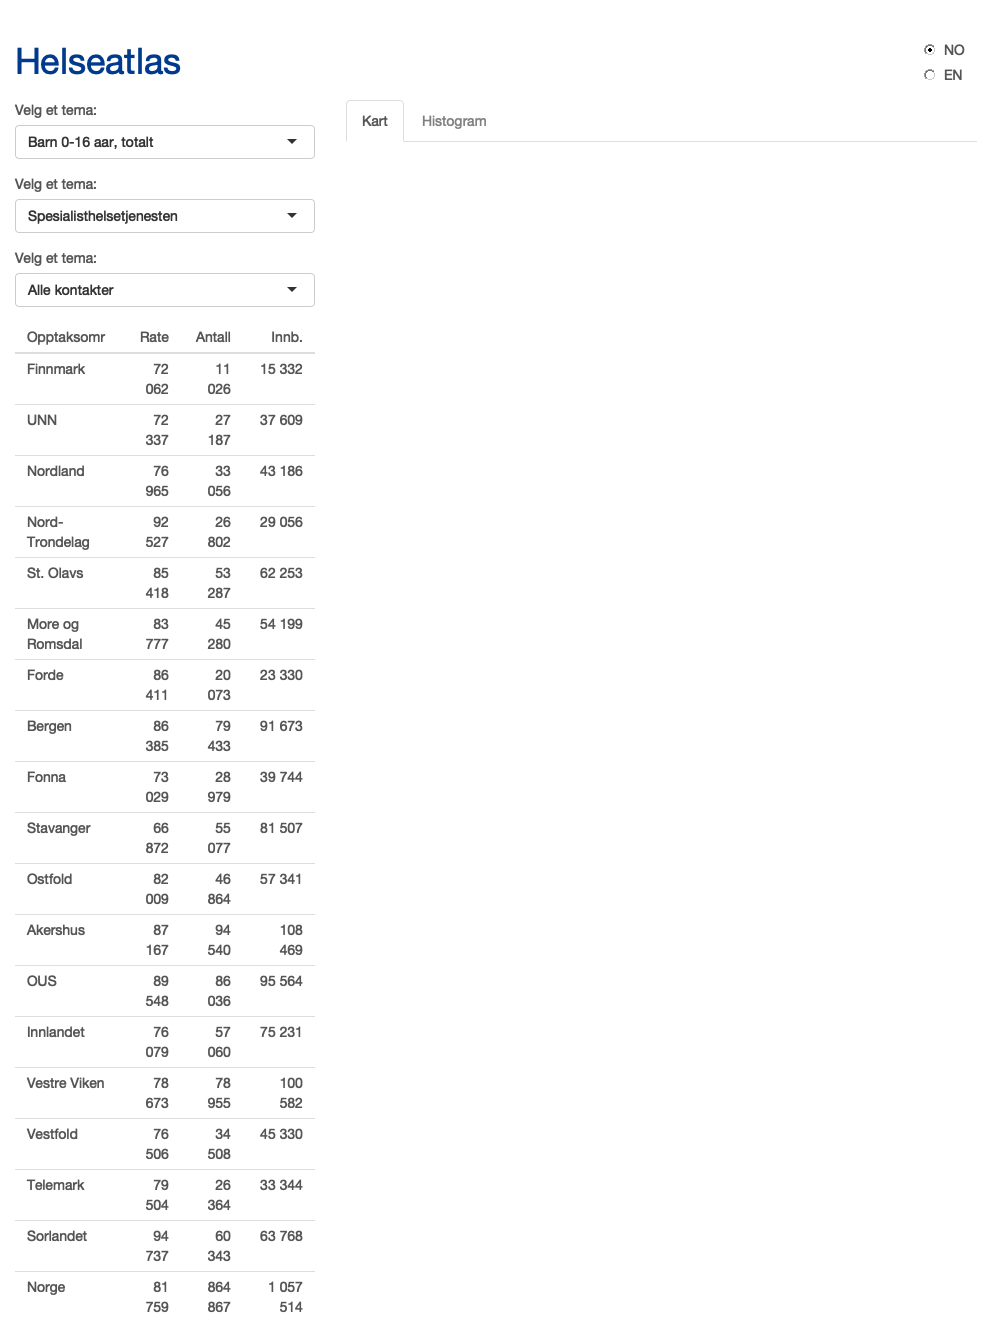 Helseatlas
NO
EN
Velg et tema:
Barn 0-16 aar, totalt
Velg et tema:
Spesialisthelsetjenesten
Velg et tema:
Alle kontakter
Kart Histogram
Opptaksomr Rate Antall Innb.
Finnmark 72 11 15 332
062 026
UNN 72 27 37 609
337 187
Nordland 76 33 43 186
965 056
Nord- 92 26 29 056
Trondelag 527 802
St. Olavs 85 53 62 253
418 287
More og 83 45 54 199
Romsdal 777 280
Forde 86 20 23 330
411 073
Bergen 86 79 91 673
385 433
Fonna 73 28 39 744
029 979
Stavanger 66 55 81 507
872 077
Ostfold 82 46 57 341
009 864
Akershus 87 94 108
167 540 469
OUS 89 86 95 564
548 036
Innlandet 76 57 75 231
079 060
Vestre Viken 78 78 100
673 955 582
Vestfold 76 34 45 330
506 508
Telemark 79 26 33 344
504 364
Sorlandet 94 60 63 768
737 343
Norge 81 864 1 057
759 867 514